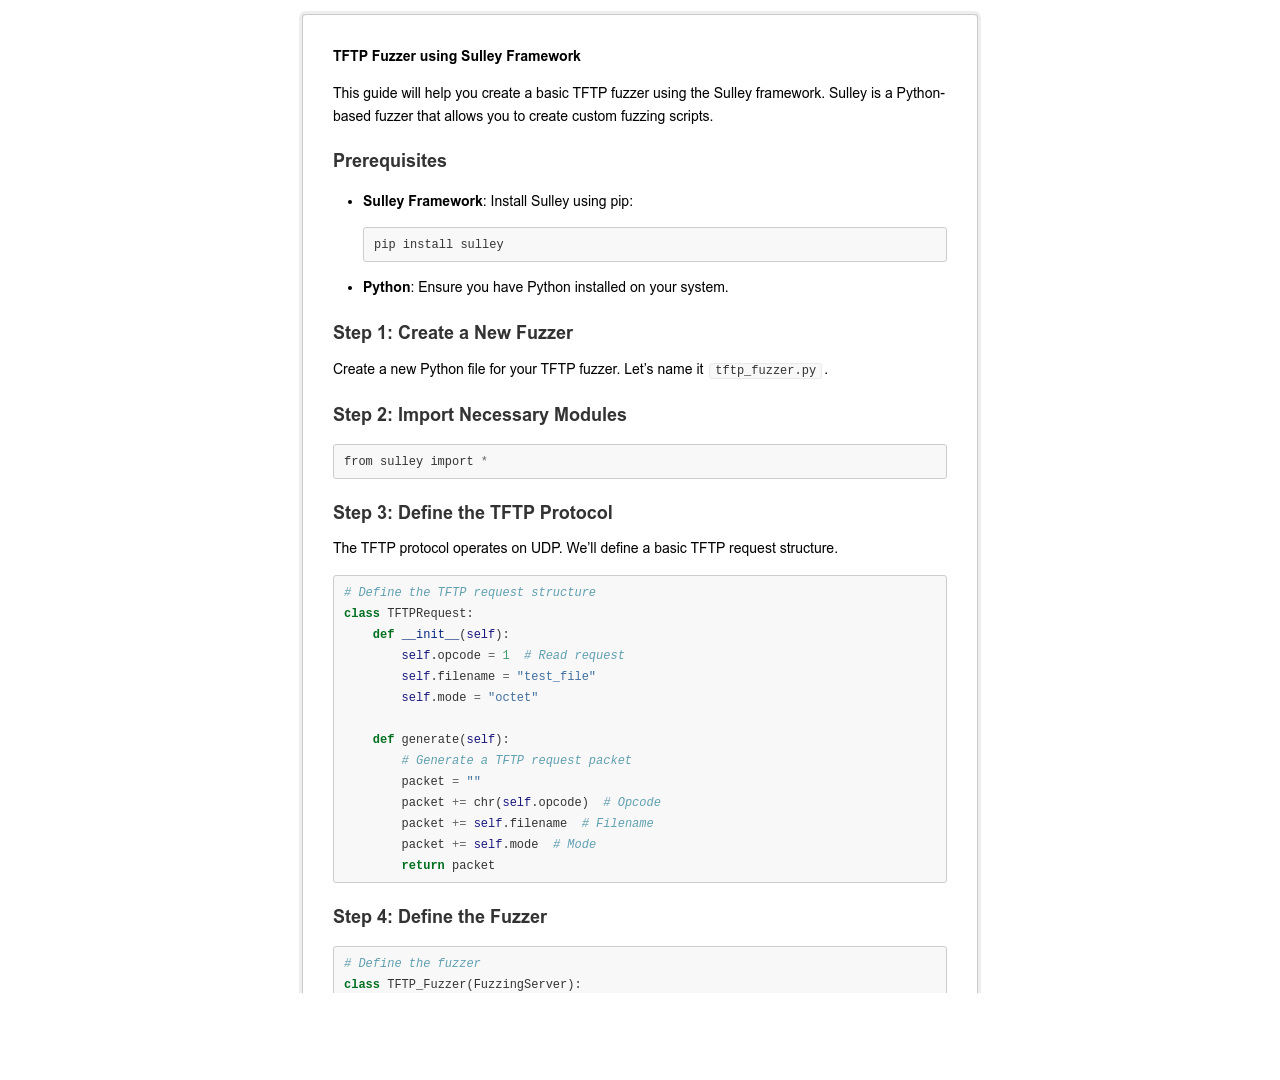 TFTP Fuzzer using Sulley Framework
This guide will help you create a basic TFTP fuzzer using the Sulley framework. Sulley is a Python-
based fuzzer that allows you to create custom fuzzing scripts.
Prerequisites
• Sulley Framework: Install Sulley using pip:
pip install sulley
• Python: Ensure you have Python installed on your system.
Step 1: Create a New Fuzzer
Create a new Python file for your TFTP fuzzer. Let’s name it tftp_fuzzer.py .
Step 2: Import Necessary Modules
from sulley import *
Step 3: Define the TFTP Protocol
The TFTP protocol operates on UDP. We’ll define a basic TFTP request structure.
# Define the TFTP request structure
class TFTPRequest:
    def __init__(self):
        self.opcode = 1  # Read request
        self.filename = "test_file"
        self.mode = "octet"
    def generate(self):
        # Generate a TFTP request packet
        packet = ""
        packet += chr(self.opcode)  # Opcode
        packet += self.filename  # Filename
        packet += self.mode  # Mode
        return packet
Step 4: Define the Fuzzer
# Define the fuzzer
class TFTP_Fuzzer(FuzzingServer):